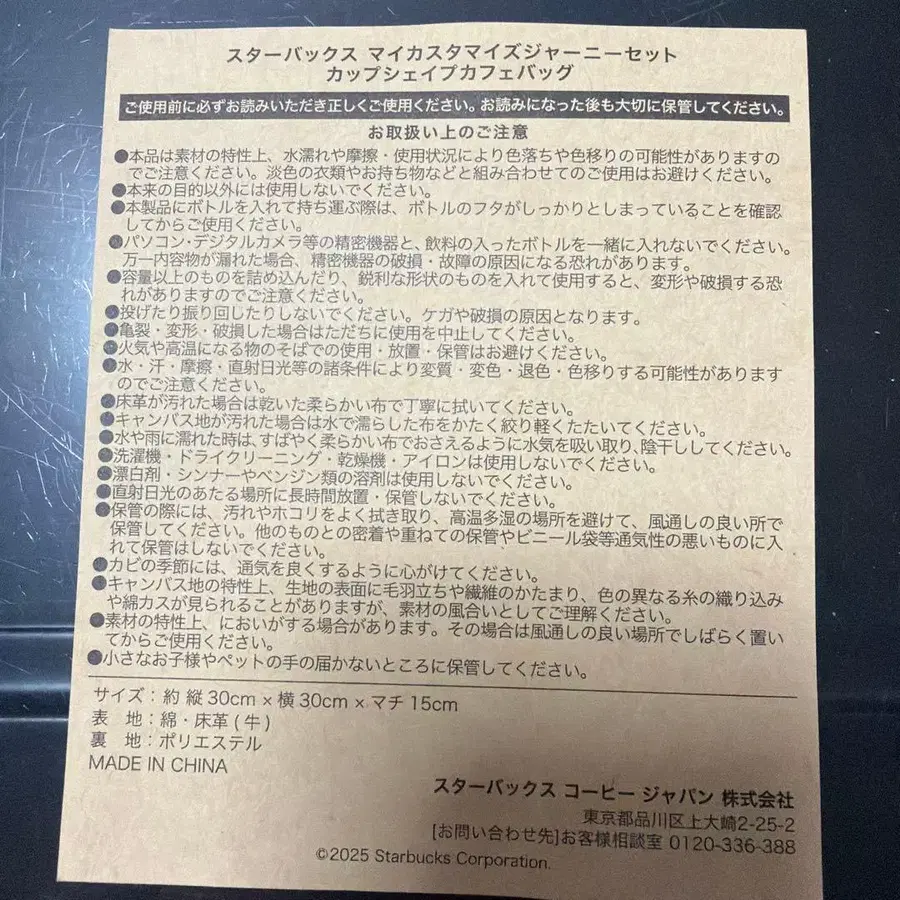 スターバックス マイカスタマイズジャーニーセット
カップシェイプカフェバッグ
ご使用前に必ずお読みいただき正しくご使用ください。お読みになった後も大切に保管してください。
お取扱い上のご注意
●本品は素材の特性上、水濡れや摩擦・使用状況により色落ちや色移りの可能性がありますの
でご注意ください。淡色の衣類やお持ち物などと組み合わせてのご使用はお避けください。
●本来の目的以外には使用しないでください。
●本製品にボトルを入れて持ち運ぶ際は、ボトルのフタがしっかりとしまっていることを確認
してからご使用ください。
●パソコン・デジタルカメラ等の精密機器と、飲料の入ったボトルを一緒に入れないでください。
万一内容物が漏れた場合、精密機器の破損・故障の原因になる恐れがあります。
●容量以上のものを詰め込んだり、鋭利な形状のものを入れて使用すると、変形や破損する恐
れがありますのでご注意ください。
●投げたり振り回したりしないでください。ケガや破損の原因となります。
●亀裂・変形・破損した場合はただちに使用を中止してください。
●火気や高温になる物のそばでの使用・放置・保管はお避けください。
●水・汗・摩擦・直射日光等の諸条件により変質・変色・退色・色移りする可能性があります
のでご注意ください。
●床革が汚れた場合は乾いた柔らかい布で丁寧に拭いてください。
●キャンバス地が汚れた場合は水で濡らした布をかたく絞り軽くたたいてください。
●水や雨に濡れた時は、すばやく柔らかい布でおさえるように水気を吸い取り、陰干ししてください。
●洗濯機・ドライクリーニング・乾燥機・アイロンは使用しないでください。
●漂白剤・シンナーやベンジン類の溶剤は使用しないでください。
●直射日光のあたる場所に長時間放置・保管しないでください。
●保管の際には、汚れやホコリをよく拭き取り、高温多湿の場所を避けて、風通しの良い所で
保管してください。他のものとの密着や重ねての保管やビニール袋等通気性の悪いものに入
れて保管はしないでください。
●カビの季節には、通気を良くするように心がけてください。
●キャンバス地の特性上、生地の表面に毛羽立ちや繊維のかたまり、色の異なる糸の織り込み
や綿カスが見られることがありますが、素材の風合いとしてご理解ください。
●素材の特性上、においがする場合があります。その場合は風通しの良い場所でしばらく置い
てからご使用ください。
●小さなお子様やペットの手の届かないところに保管してください。
サイズ：約 縦30cm × 横30cm × マチ15cm
表 地：綿・床革(牛)
裏 地：ポリエステル
MADE IN CHINA
スターバックス コーヒー ジャパン 株式会社
東京都品川区上大崎2-25-2
[お問い合わせ先]お客様相談室 0120-336-388
©2025 Starbucks Corporation.